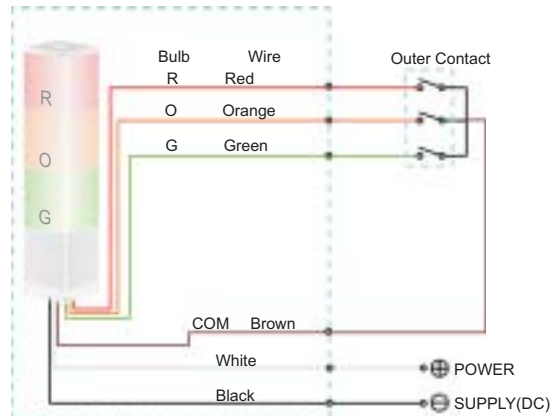 Bulb Wire
Outer Contact
R Red
O Orange
G Green
R
O
G
COM Brown
White
POWER
Black
SUPPLY(DC)